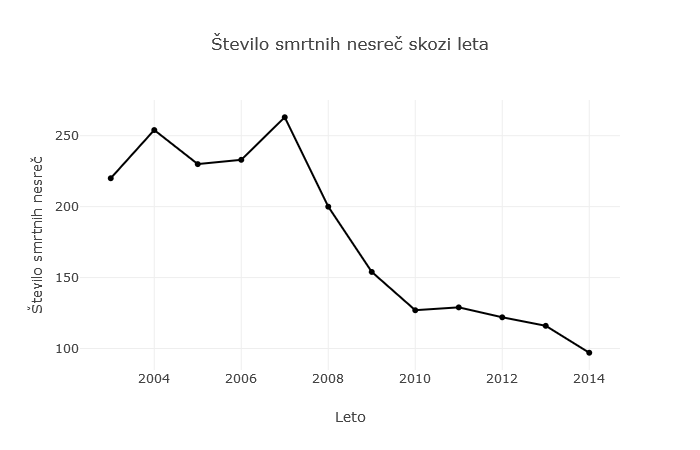 Število smrtnih nesreč skozi leta
Število smrtnih nesreč
250
200
150
100
2004 2006 2008 2010 2012 2014
Leto